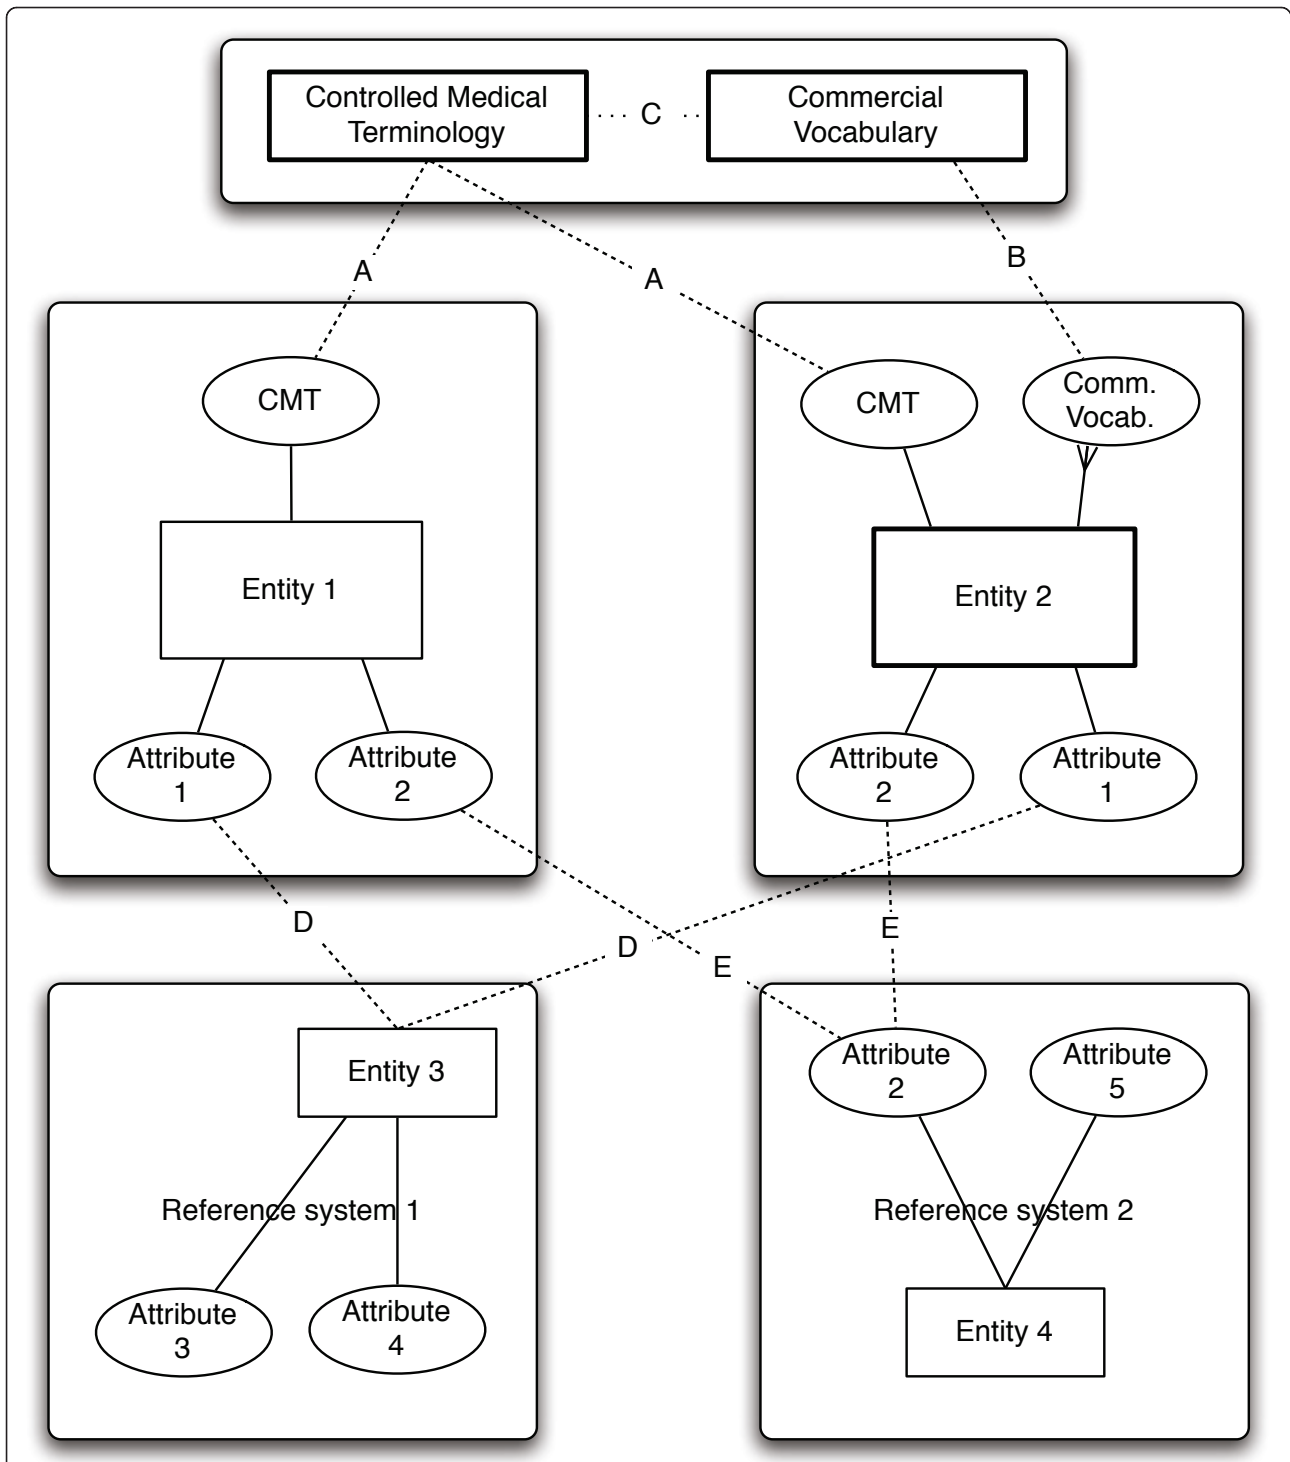 Controlled Medical
Terminology
C
Commercial
Vocabulary
A
A
B
CMT
CMT
Comm.
Vocab.
Entity 1
Entity 2
Attribute
1
Attribute
2
Attribute
2
Attribute
1
D
D
E
E
Entity 3
Attribute
2
Attribute
5
Reference system 1
Reference system 2
Attribute
3
Attribute
4
Entity 4